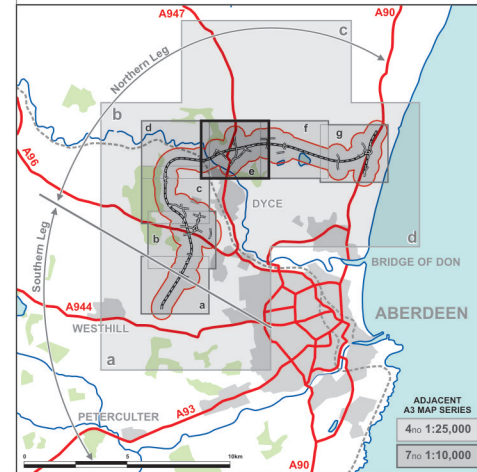 A947
A90
c
Northern Leg
b
d
f
g
A96
e
c
DYCE
d
b
Southern Leg
BRIDGE OF DON
a
A944
WESTHILL
ABERDEEN
a
ADJACENT
A3 MAP SERIES
PETERCULTER
A93
4no 1:25,000
7no 1:10,000
0 5 10km
A90